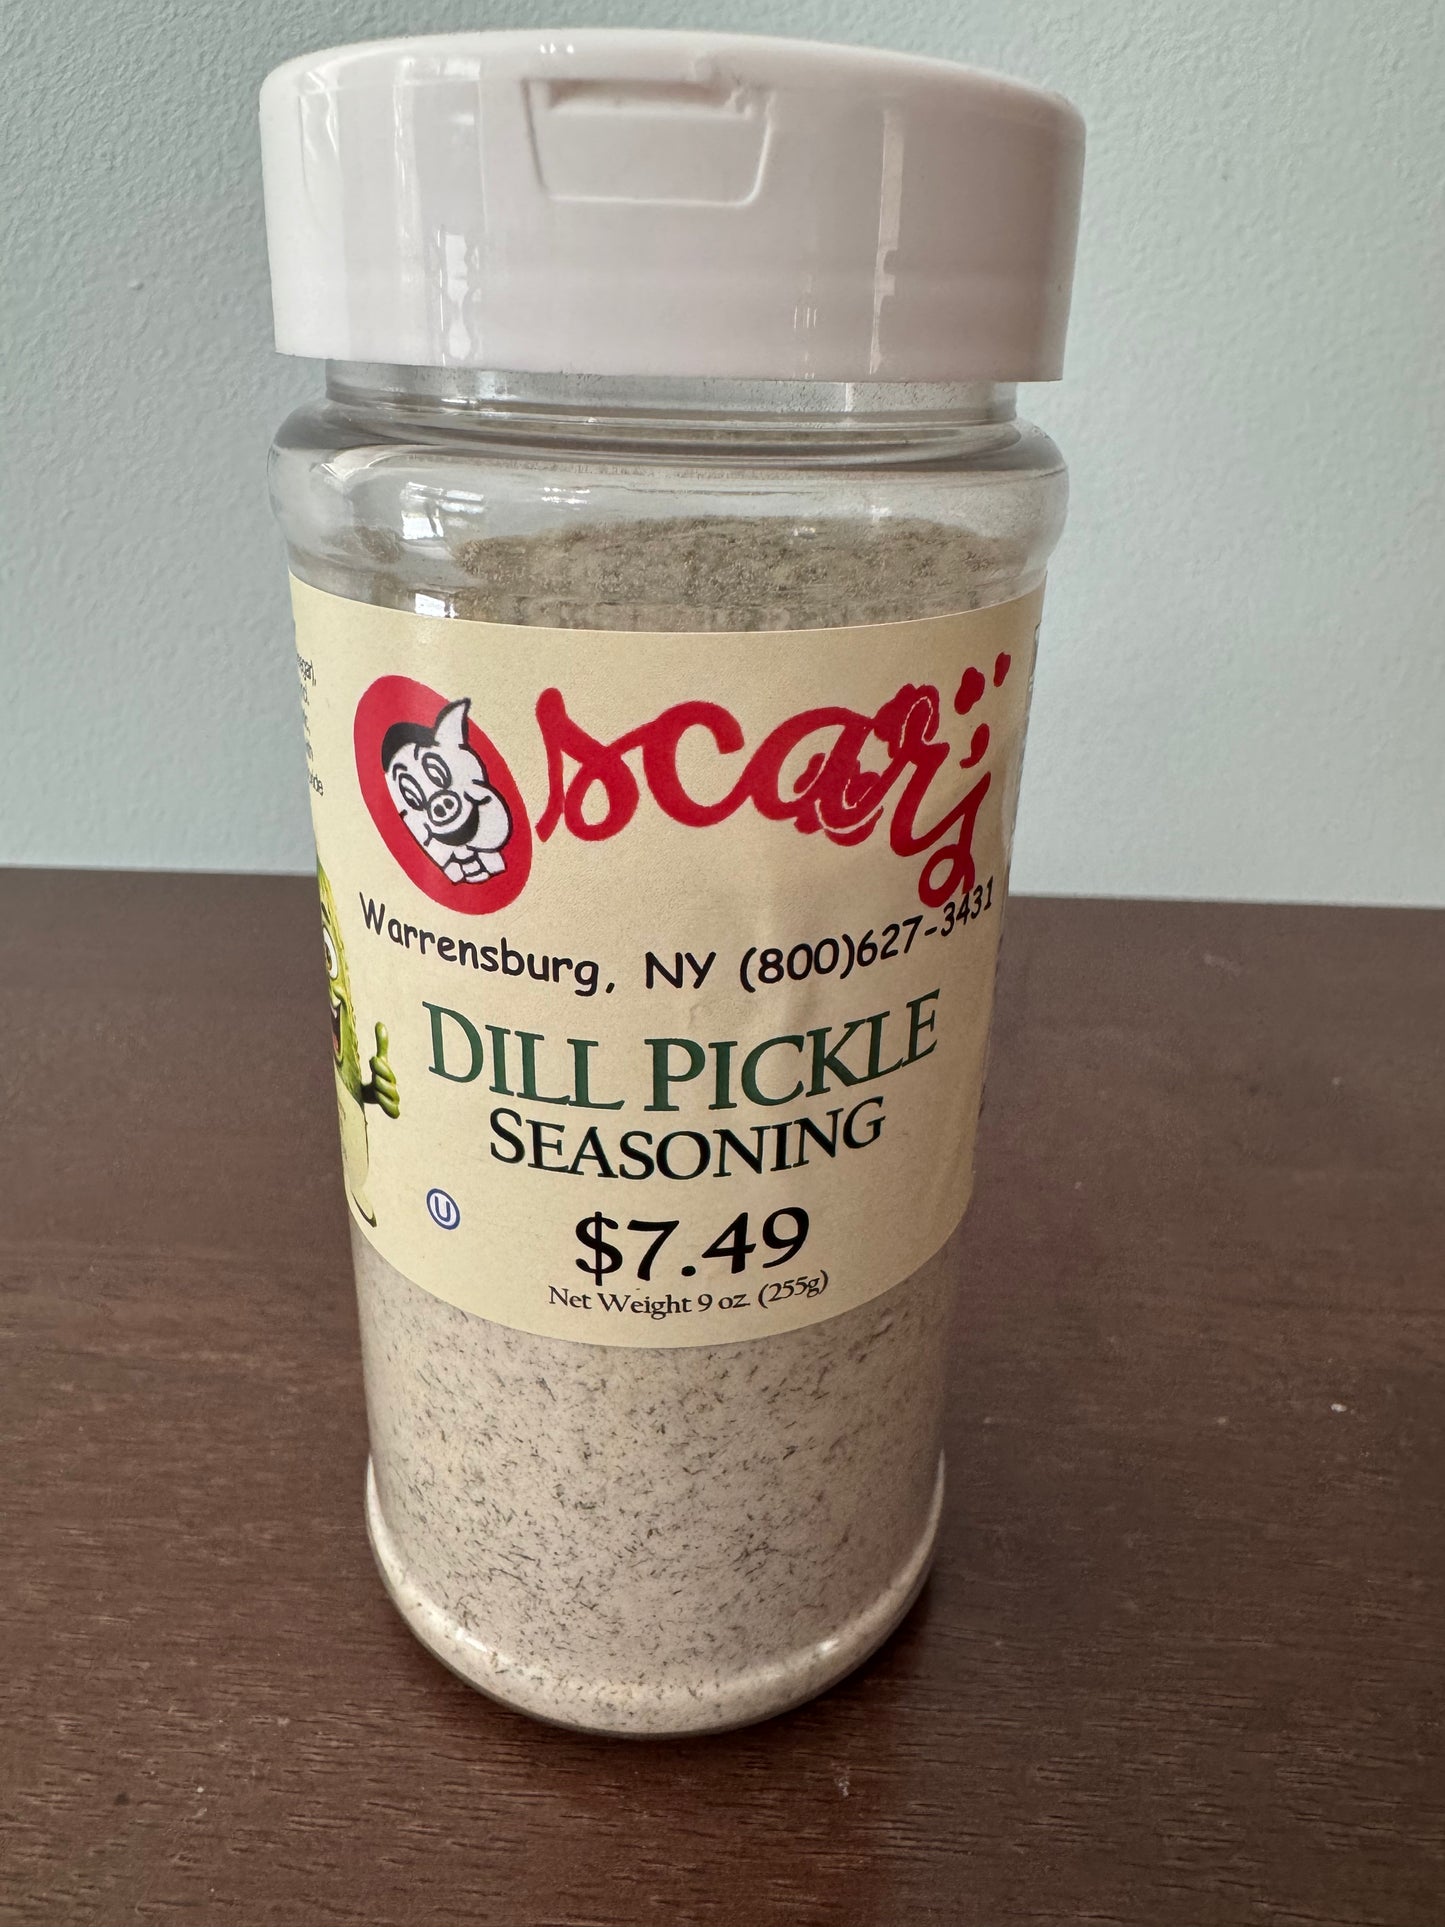 Oscar's
Warrensburg, NY (800)627-3431
DILL PICKLE
SEASONING
U
$7.49
Net Weight 9 oz. (255g)